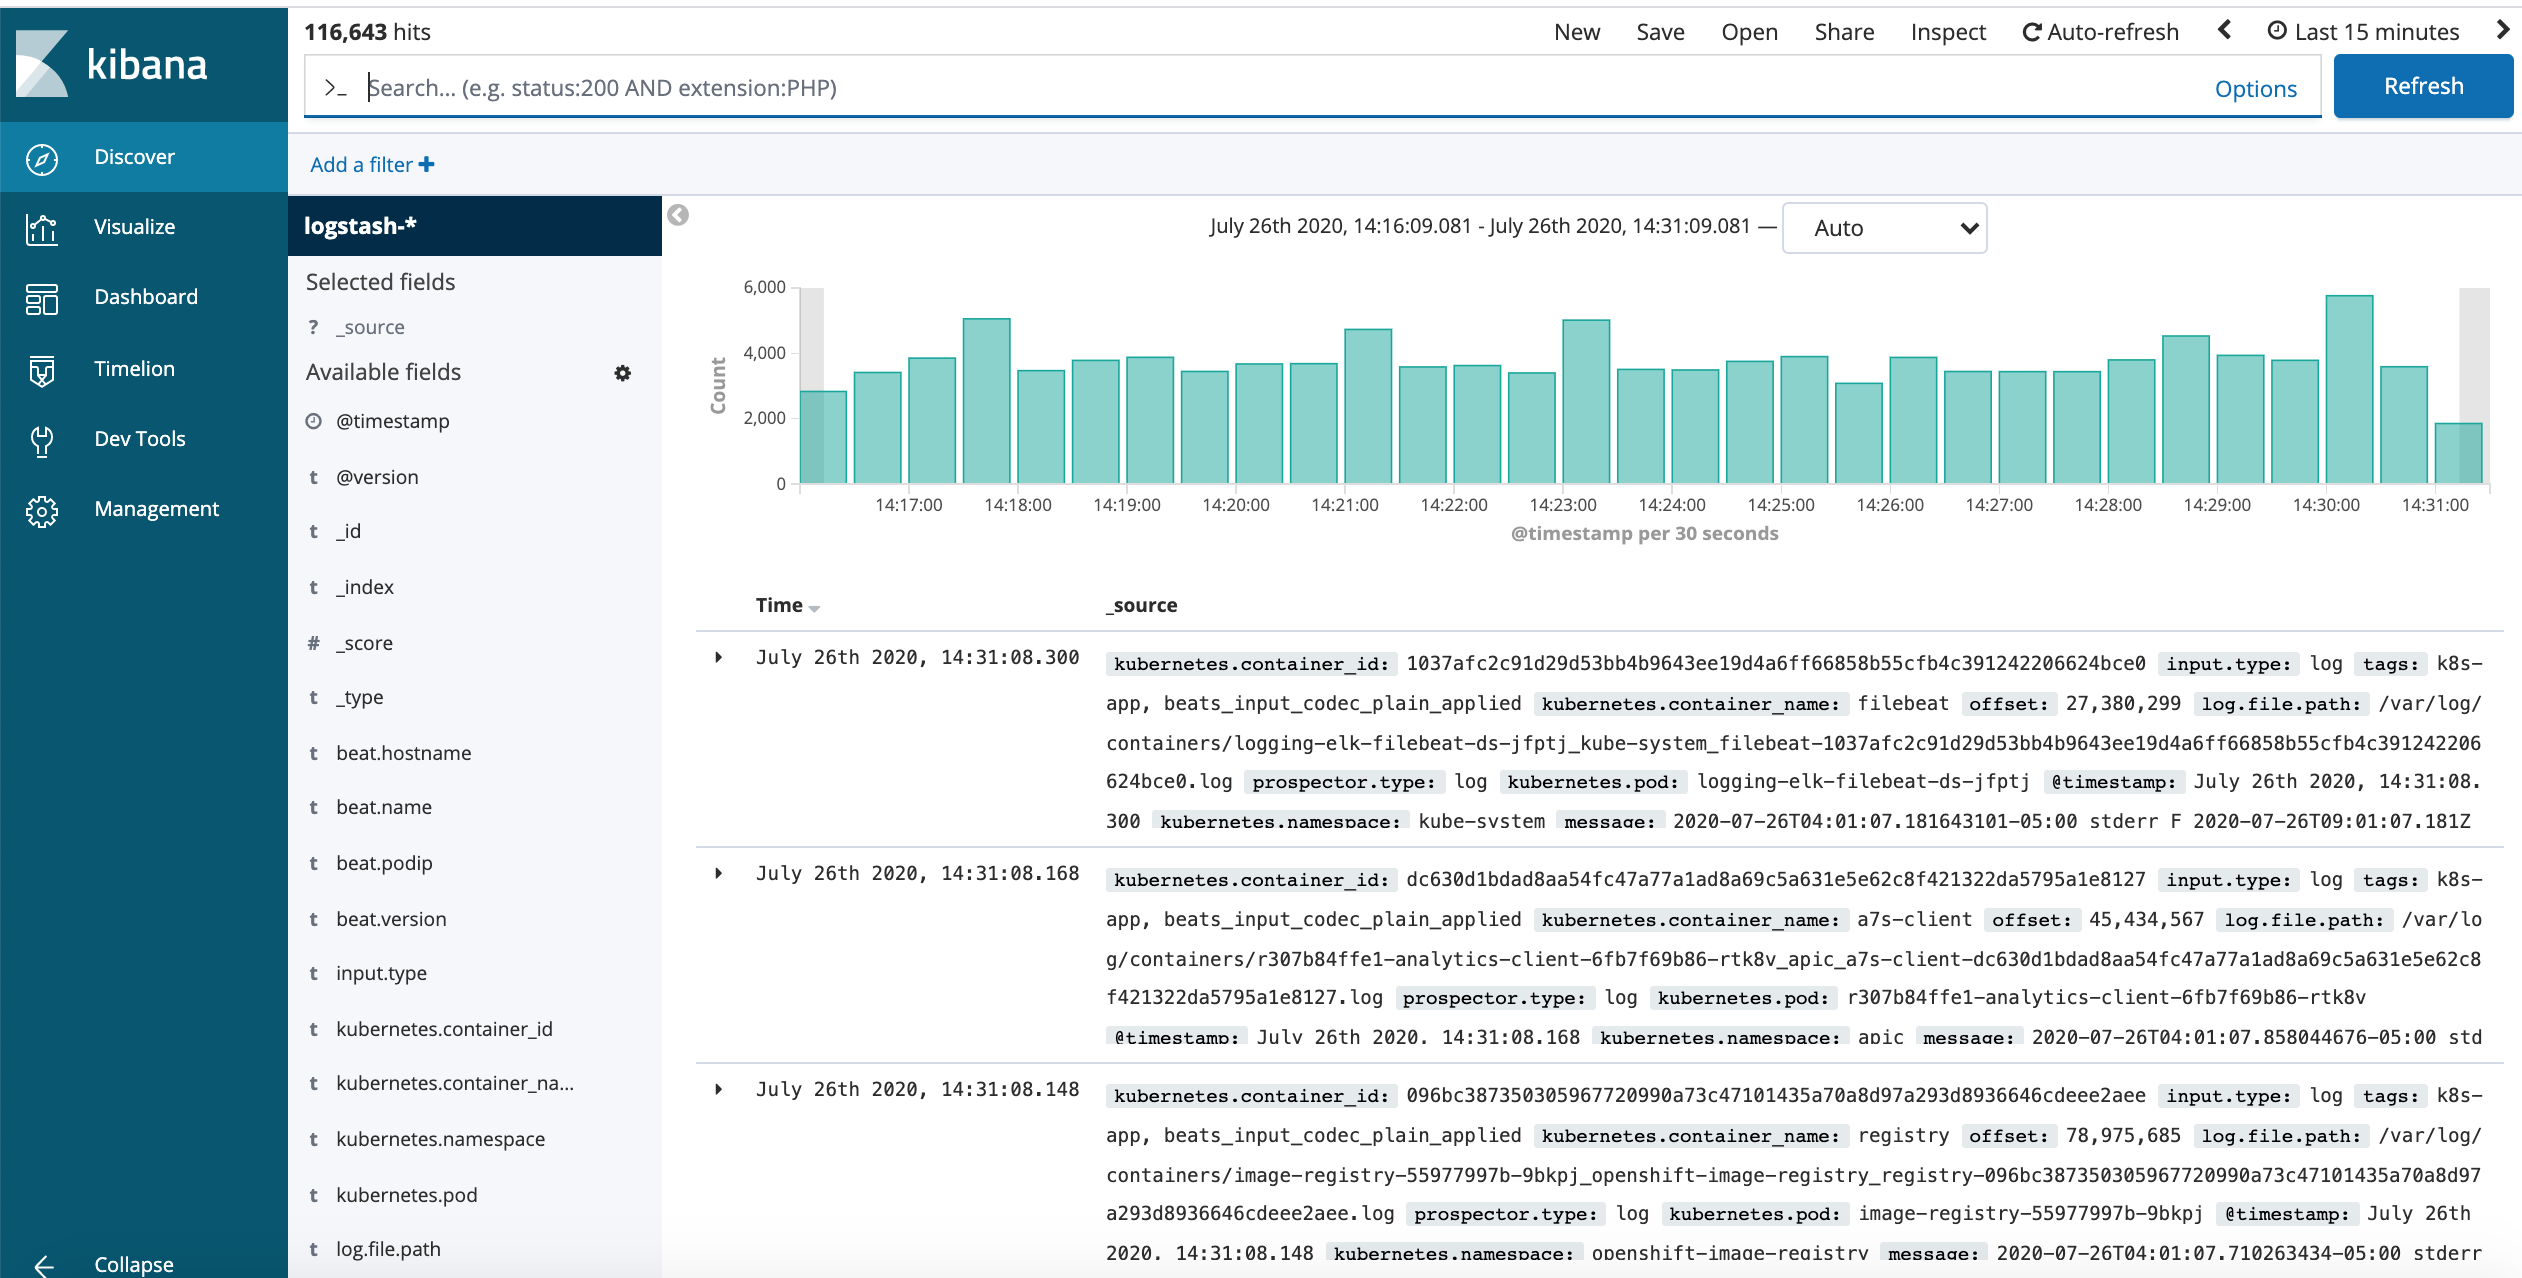 kibana
Discover
Visualize
Dashboard
Timelion
Dev Tools
Management
Collapse
116,643 hits
New Save Open Share Inspect Auto-refresh Last 15 minutes
>_ Search... (e.g. status:200 AND extension:PHP) Options Refresh
Add a filter +
logstash-*
Selected fields
? _source
Available fields
@timestamp
t @version
t _id
t _index
# _score
t _type
t beat.hostname
t beat.name
t beat.podip
t beat.version
t input.type
t kubernetes.container_id
t kubernetes.container_na...
t kubernetes.namespace
t kubernetes.pod
t log.file.path
July 26th 2020, 14:16:09.081 - July 26th 2020, 14:31:09.081 — Auto
6,000
4,000
2,000
0
Count
14:17:00 14:18:00 14:19:00 14:20:00 14:21:00 14:22:00 14:23:00 14:24:00 14:25:00 14:26:00 14:27:00 14:28:00 14:29:00 14:30:00 14:31:00
@timestamp per 30 seconds
Time _source
July 26th 2020, 14:31:08.300 kubernetes.container_id: 1037afc2c91d29d53bb4b9643ee19d4a6ff66858b55cfb4c391242206624bce0 input.type: log tags: k8s-
app, beats_input_codec_plain_applied kubernetes.container_name: filebeat offset: 27,380,299 log.file.path: /var/log/
containers/logging-elk-filebeat-ds-jfptj_kube-system_filebeat-1037afc2c91d29d53bb4b9643ee19d4a6ff66858b55cfb4c391242206
624bce0.log prospector.type: log kubernetes.pod: logging-elk-filebeat-ds-jfptj @timestamp: July 26th 2020, 14:31:08.
300 kubernetes.namespace: kube-system message: 2020-07-26T04:01:07.181643101-05:00 stderr F 2020-07-26T09:01:07.181Z
July 26th 2020, 14:31:08.168 kubernetes.container_id: dc630d1bdad8aa54fc47a77a1ad8a69c5a631e5e62c8f421322da5795a1e8127 input.type: log tags: k8s-
app, beats_input_codec_plain_applied kubernetes.container_name: a7s-client offset: 45,434,567 log.file.path: /var/lo
g/containers/r307b84ffe1-analytics-client-6fb7f69b86-rtk8v_apic_a7s-client-dc630d1bdad8aa54fc47a77a1ad8a69c5a631e5e62c8
f421322da5795a1e8127.log prospector.type: log kubernetes.pod: r307b84ffe1-analytics-client-6fb7f69b86-rtk8v
@timestamp: July 26th 2020, 14:31:08.168 kubernetes.namespace: apic message: 2020-07-26T04:01:07.858044676-05:00 std
July 26th 2020, 14:31:08.148 kubernetes.container_id: 096bc387350305967720990a73c47101435a70a8d97a293d8936646cdeee2aee input.type: log tags: k8s-
app, beats_input_codec_plain_applied kubernetes.container_name: registry offset: 78,975,685 log.file.path: /var/log/
containers/image-registry-55977997b-9bkpj_openshift-image-registry_registry-096bc387350305967720990a73c47101435a70a8d97
a293d8936646cdeee2aee.log prospector.type: log kubernetes.pod: image-registry-55977997b-9bkpj @timestamp: July 26th
2020, 14:31:08.148 kubernetes.namespace: openshift-image-registry message: 2020-07-26T04:01:07.710263434-05:00 stderr